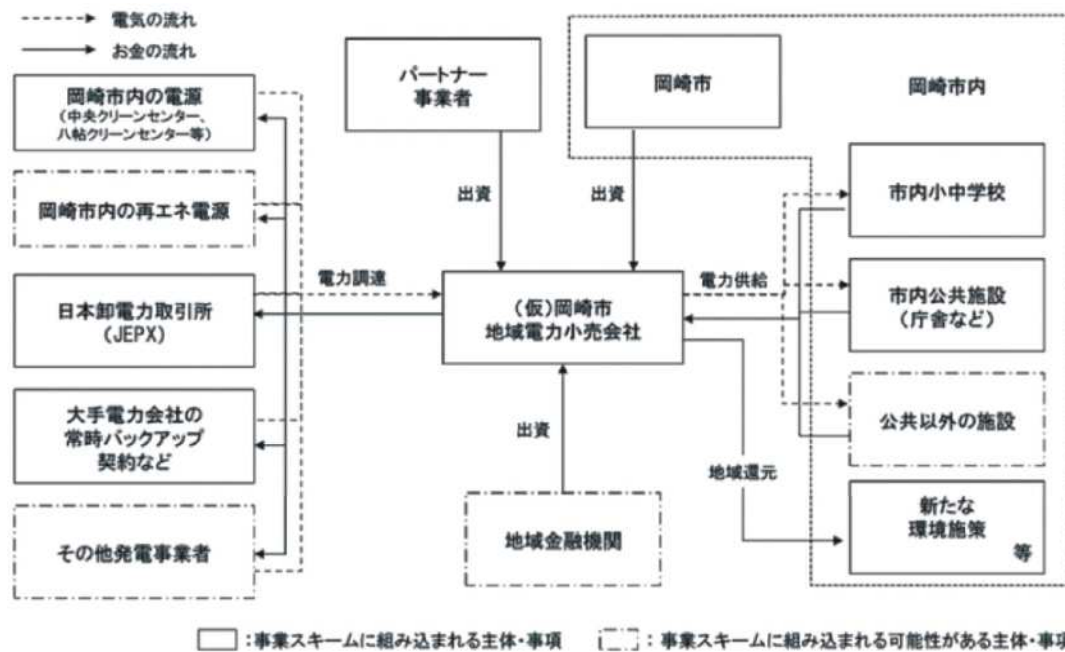 電気の流れ
お金の流れ
岡崎市内の電源
（中央クリーンセンター、
八帖クリーンセンター等）
岡崎市内の再エネ電源
日本卸電力取引所
（JEPX）
大手電力会社の
常時バックアップ
契約など
その他発電事業者
パートナー
事業者
岡崎市
岡崎市内
出資
出資
電力調達
（仮）岡崎市
地域電力小売会社
電力供給
出資
地域金融機関
地域還元
市内小中学校
市内公共施設
（庁舎など）
公共以外の施設
新たな
環境施策
等
：事業スキームに組み込まれる主体・事項
：事業スキームに組み込まれる可能性がある主体・事項